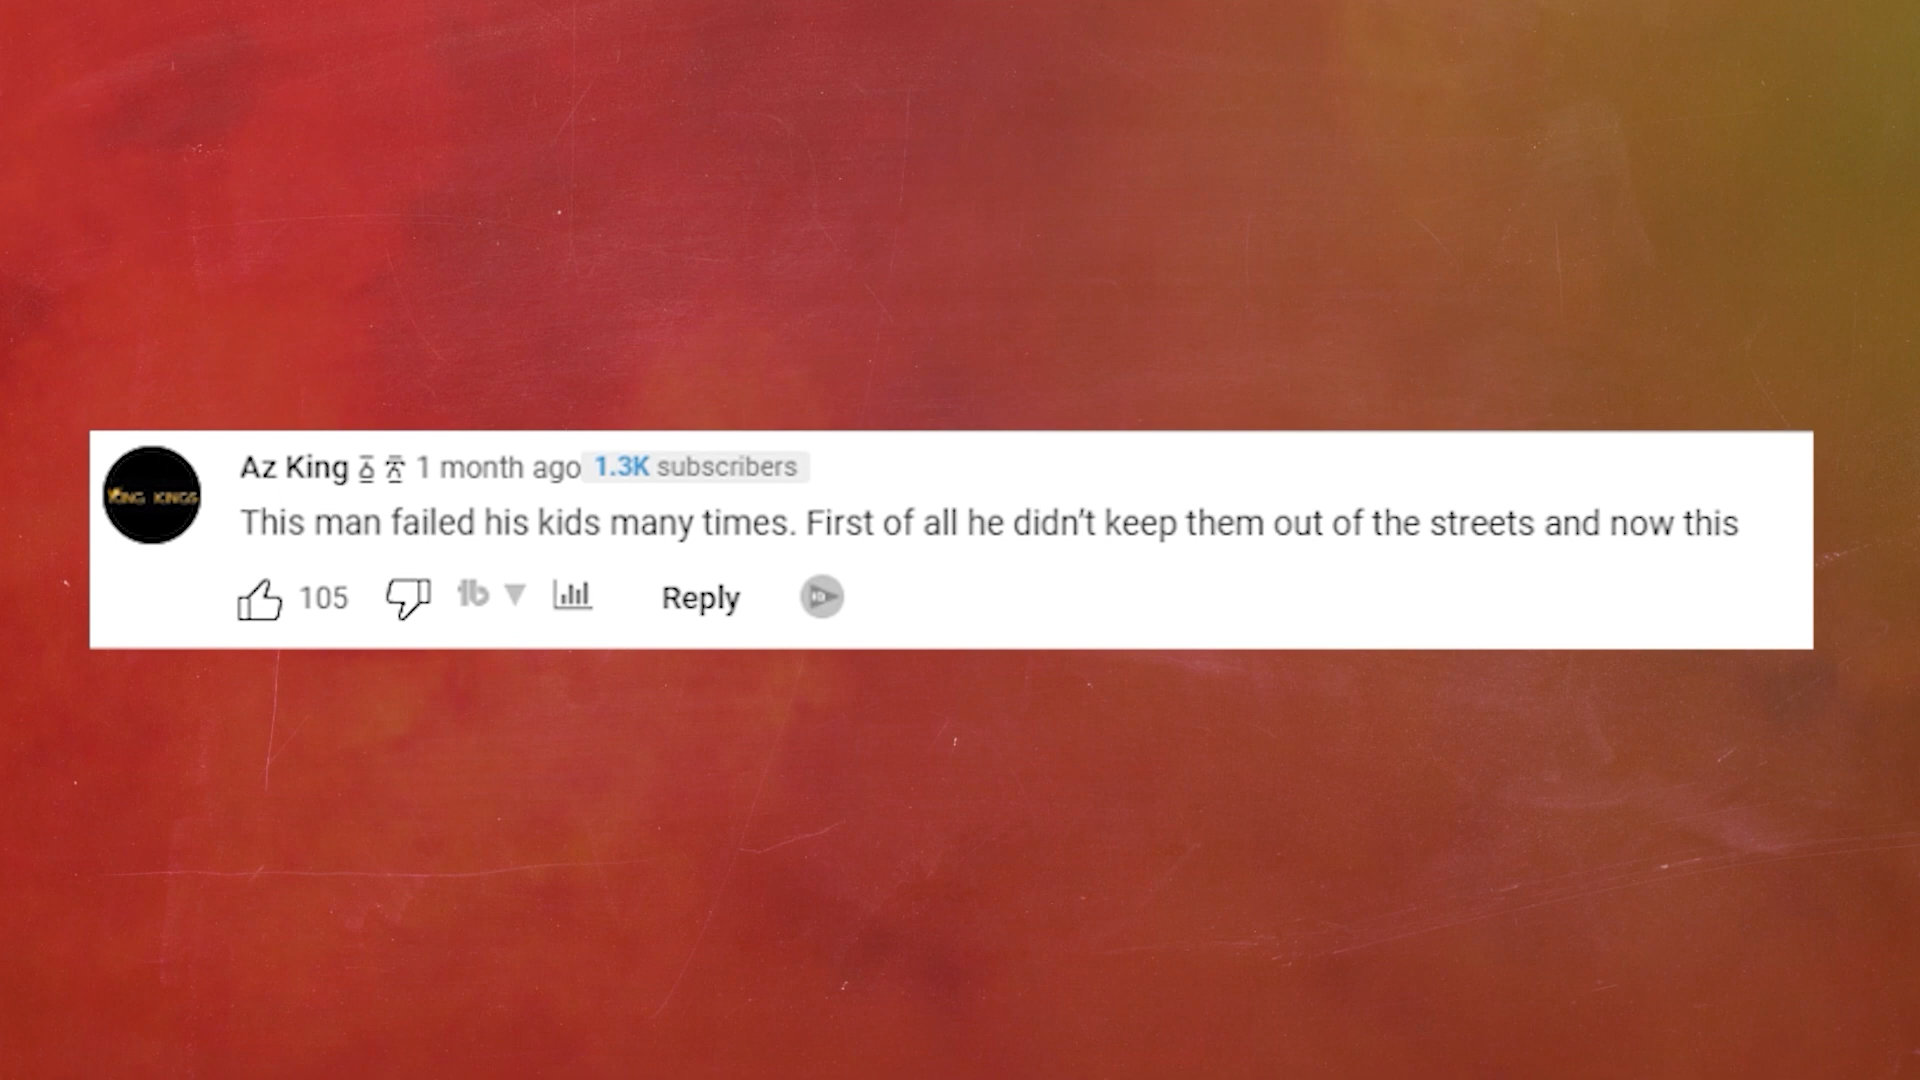 Az King 1 month ago 1.3K subscribers
This man failed his kids many times. First of all he didn't keep them out of the streets and now this
105 Reply